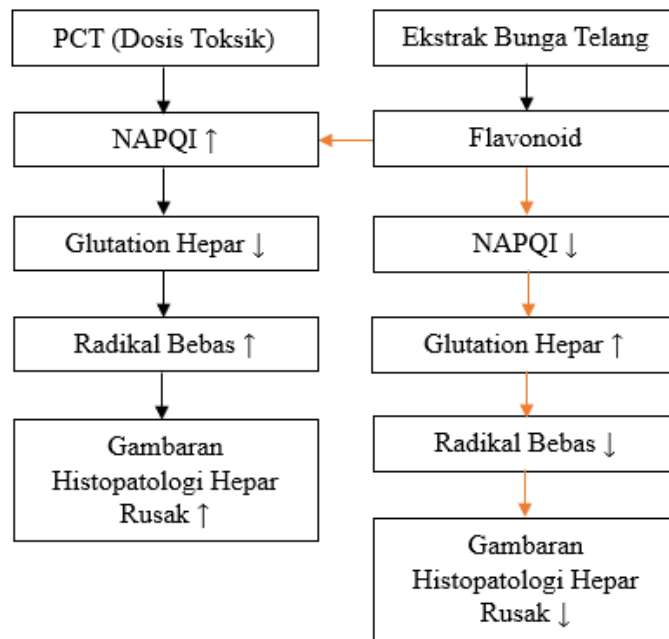 PCT (Dosis Toksik)
NAPQI ↑
Glutation Hepar ↓
Radikal Bebas ↑
Gambaran
Histopatologi Hepar
Rusak ↑
Ekstrak Bunga Telang
Flavonoid
NAPQI ↓
Glutation Hepar ↑
Radikal Bebas ↓
Gambaran
Histopatologi Hepar
Rusak ↓